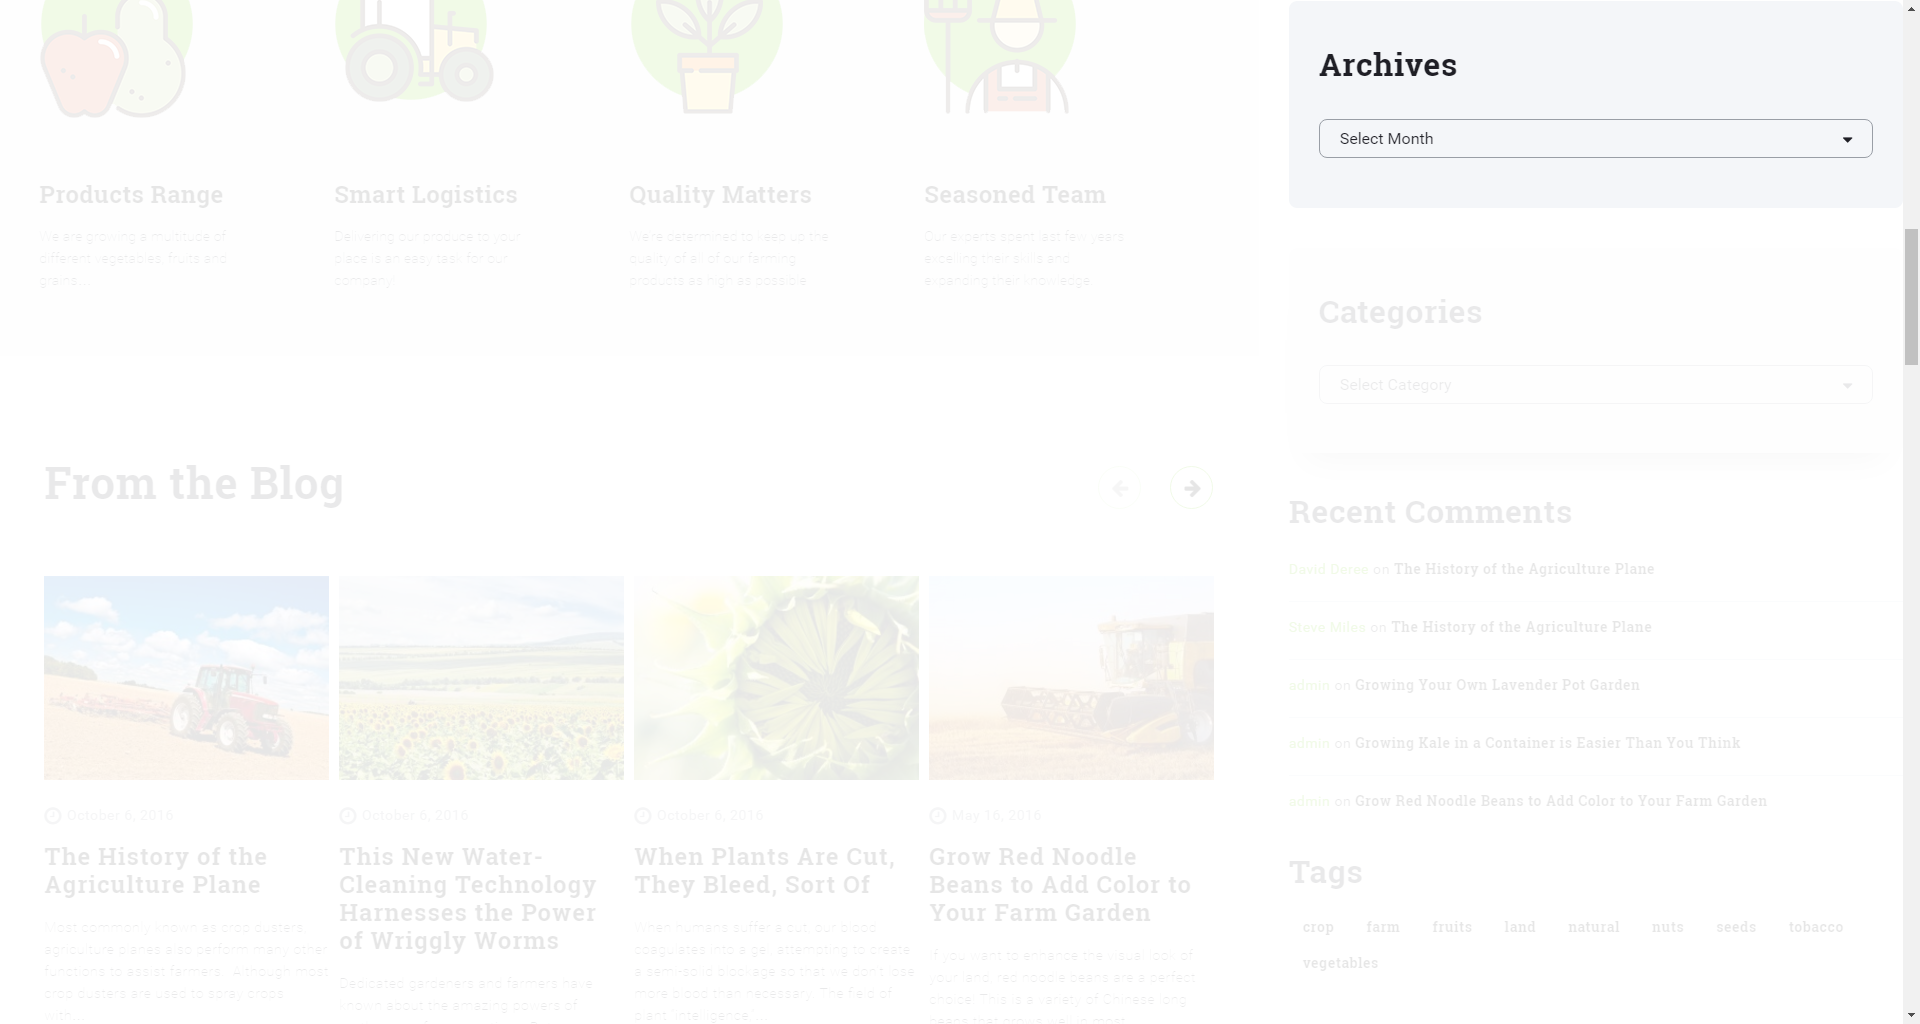 Products Range
We are growing a multitude of
different vegetables, fruits and
grains...
Smart Logistics
Delivering our produce to your
place is an easy task for our
company!
Quality Matters
We're determined to keep up the
quality of all of our farming
products as high as possible.
Seasoned Team
Our experts spent last few years
excelling their skills and
expanding their knowledge.
From the Blog
October 6, 2016
The History of the
Agriculture Plane
Most commonly known as crop dusters,
agriculture planes also perform many other
functions to assist farmers. Although most
crop dusters are used to spray crops
with...
October 6, 2016
This New Water-
Cleaning Technology
Harnesses the Power
of Wriggly Worms
Dedicated gardeners and farmers have
known about the amazing powers of
October 6, 2016
When Plants Are Cut,
They Bleed, Sort Of
When humans suffer a cut, our blood
coagulates into a gel, attempting to create
a semi-solid blockage so that we don't lose
more blood than necessary. The field of
plant "intelligence,...
May 16, 2016
Grow Red Noodle
Beans to Add Color to
Your Farm Garden
If you want to enhance the visual look of
your land, red noodle beans are a perfect
choice. This is a variety of Chinese long
beans that grows well in most
Archives
Select Month
Categories
Select Category
Recent Comments
David Deree on The History of the Agriculture Plane
Steve Miles on The History of the Agriculture Plane
admin on Growing Your Own Lavender Pot Garden
admin on Growing Kale in a Container is Easier Than You Think
admin on Grow Red Noodle Beans to Add Color to Your Farm Garden
Tags
crop farm fruits land natural nuts seeds tobacco
vegetables